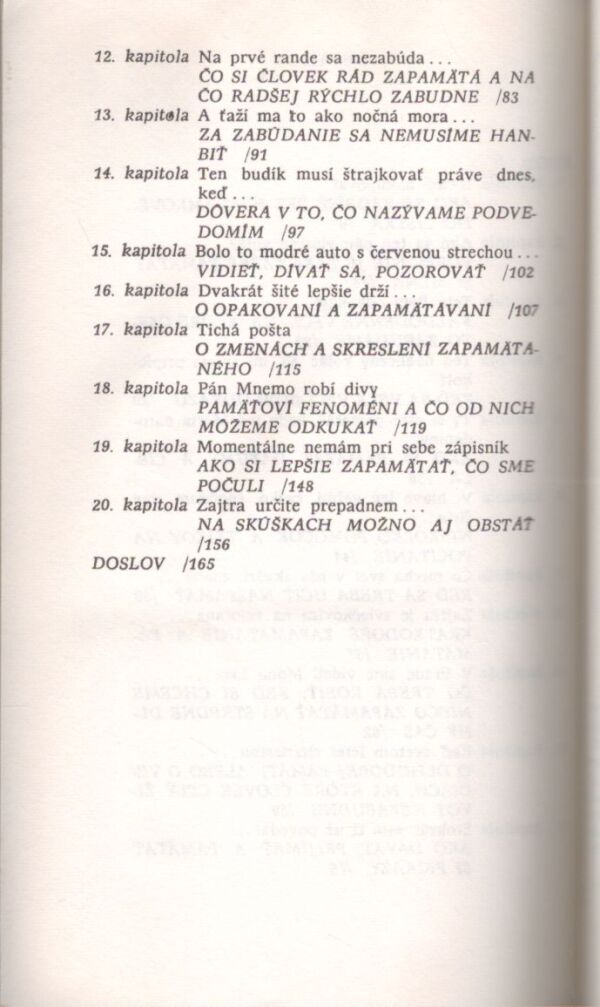 12. kapitola Na prvé rande sa nezabúda...
ČO SI ČLOVEK RÁD ZAPAMÄTÁ A NA
ČO RADŠEJ RÝCHLO ZABUDNE /83
13. kapitola A ťaží ma to ako nočná mora...
ZA ZABÚDANIE SA NEMUSÍME HAN-
BIŤ /91
14. kapitola Ten budík musí štrajkovať práve dnes,
keď...
DÔVERA V TO, ČO NAZÝVAME PODVE-
DOMÍM /97
15. kapitola Bolo to modré auto s červenou strechou...
VIDIEŤ, DÍVAŤ SA, POZOROVAŤ /102
16. kapitola Dvakrát šité lepšie drží...
O OPAKOVANÍ A ZAPAMÄTÁVANÍ /107
17. kapitola Tichá pošta
O ZMENÁCH A SKRESLENÍ ZAPAMÄTA-
NÉHO /115
18. kapitola Pán Mnemo robí divy
PAMÄŤOVÍ FENOMÉNI A ČO OD NICH
MÔŽEME ODKUKAŤ /119
19. kapitola Momentálne nemám pri sebe zápisník
AKO SI LEPŠIE ZAPAMÄTAŤ, ČO SME
POČULI /148
20. kapitola Zajtra určite prepadnem...
NA SKÚŠKACH MOŽNO AJ OBSTÁŤ
/156
DOSLOV /165